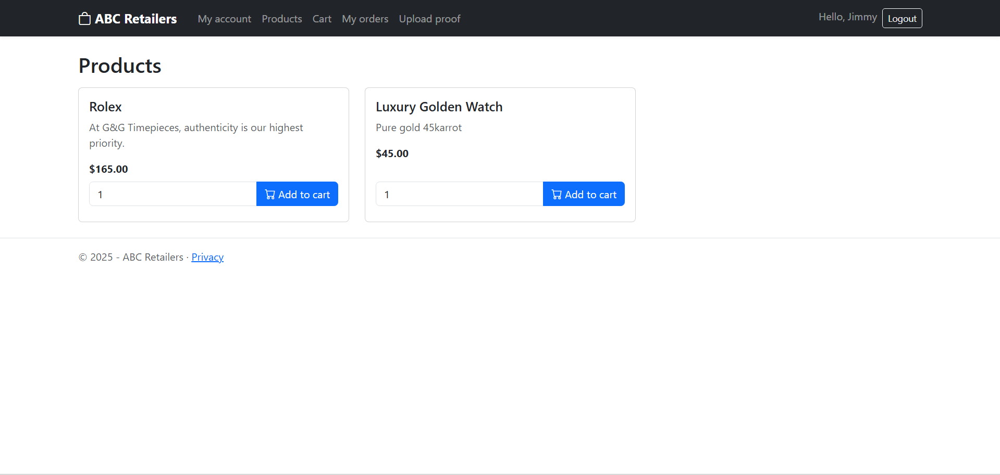 ABC Retailers My account Products Cart My orders Upload proof Hello, Jimmy Logout
Products
Rolex
At G&G Timepieces, authenticity is our highest
priority.
$165.00
1 Add to cart
Luxury Golden Watch
Pure gold 45karrot
$45.00
1 Add to cart
© 2025 - ABC Retailers · Privacy